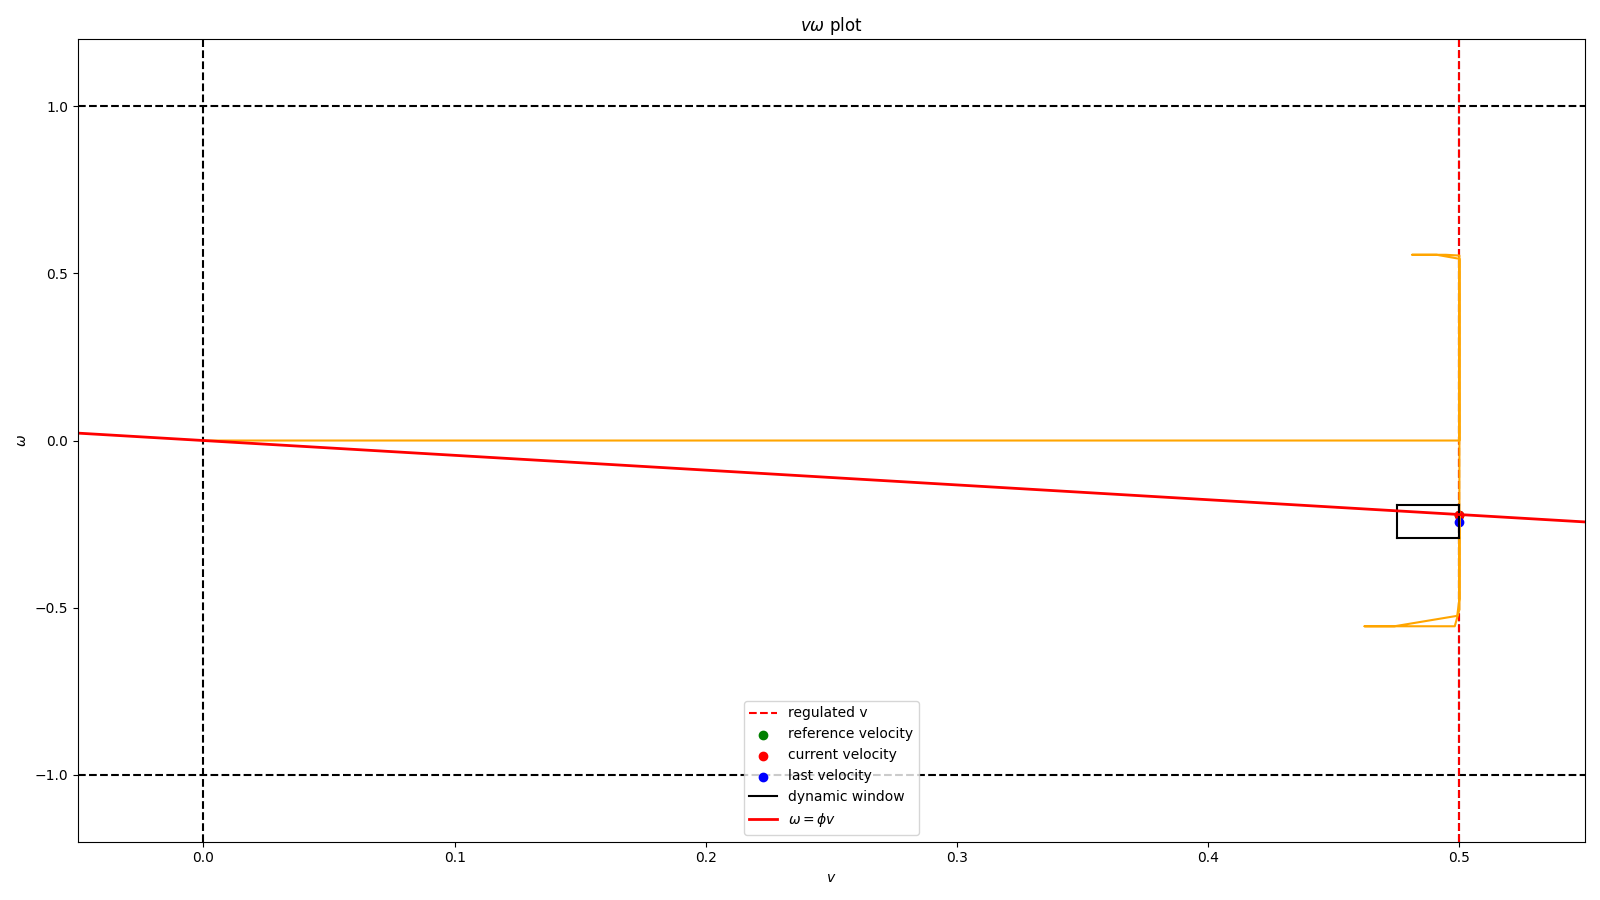 vω plot
1.0
0.5
0.0
−0.5
−1.0
ω
0.0
0.1
0.2
0.3
0.4
0.5
v
regulated v
reference velocity
current velocity
last velocity
dynamic window
ω = ϕv